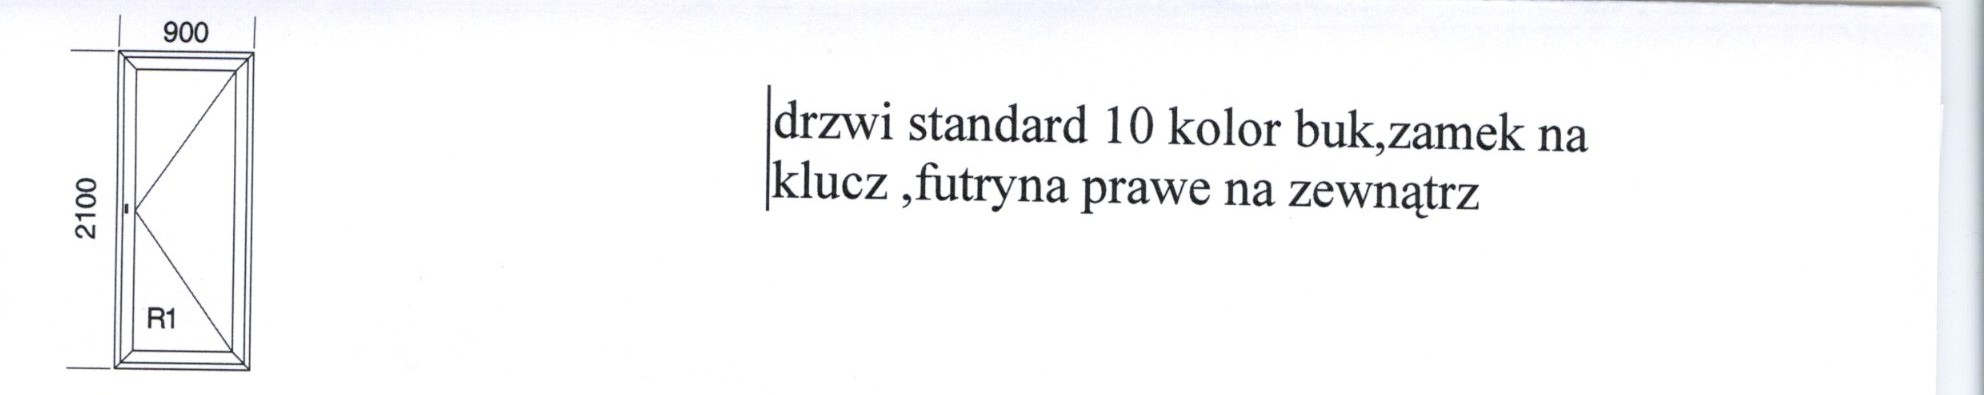 900
drzwi standard 10 kolor buk,zamek na
klucz ,futryna prawe na zewnątrz
2100
R1